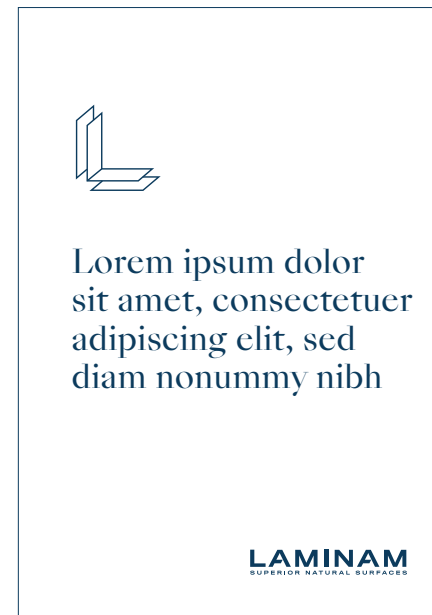 Lorem ipsum dolor
sit amet, consectetuer
adipiscing elit, sed
diam nonummy nibh
LAMINAM
SUPERIOR NATURAL SURFACES